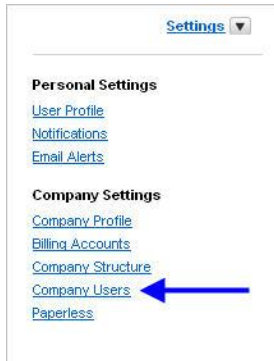 Settings
Personal Settings
User Profile
Notifications
Email Alerts
Company Settings
Company Profile
Billing Accounts
Company Structure
Company Users
Paperless